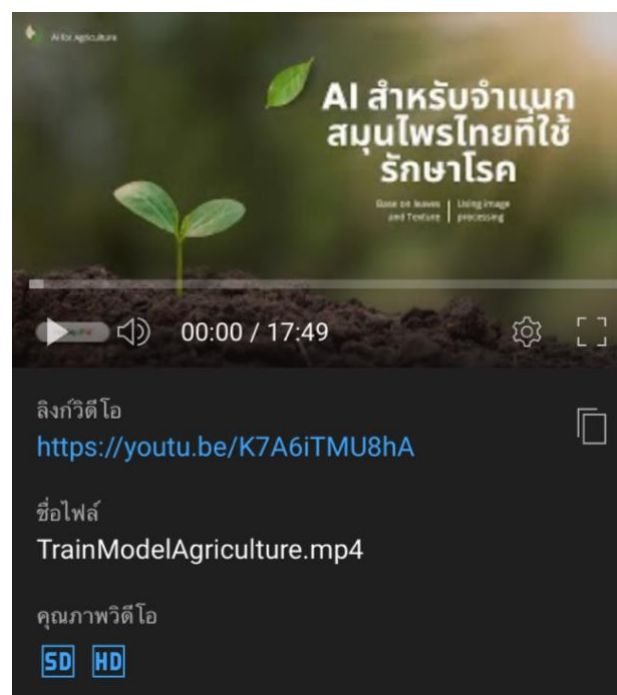 AI for Agriculture
AI สำหรับจำแนก
สมุนไพรไทยที่ใช้
รักษาโรค
Base on leaves
and Texture
Using image
processing
00:00 / 17:49
ลิงก์วิดีโอ
https://youtu.be/K7A6iTMU8hA
ชื่อไฟล์
TrainModelAgriculture.mp4
คุณภาพวิดีโอ
SD HD